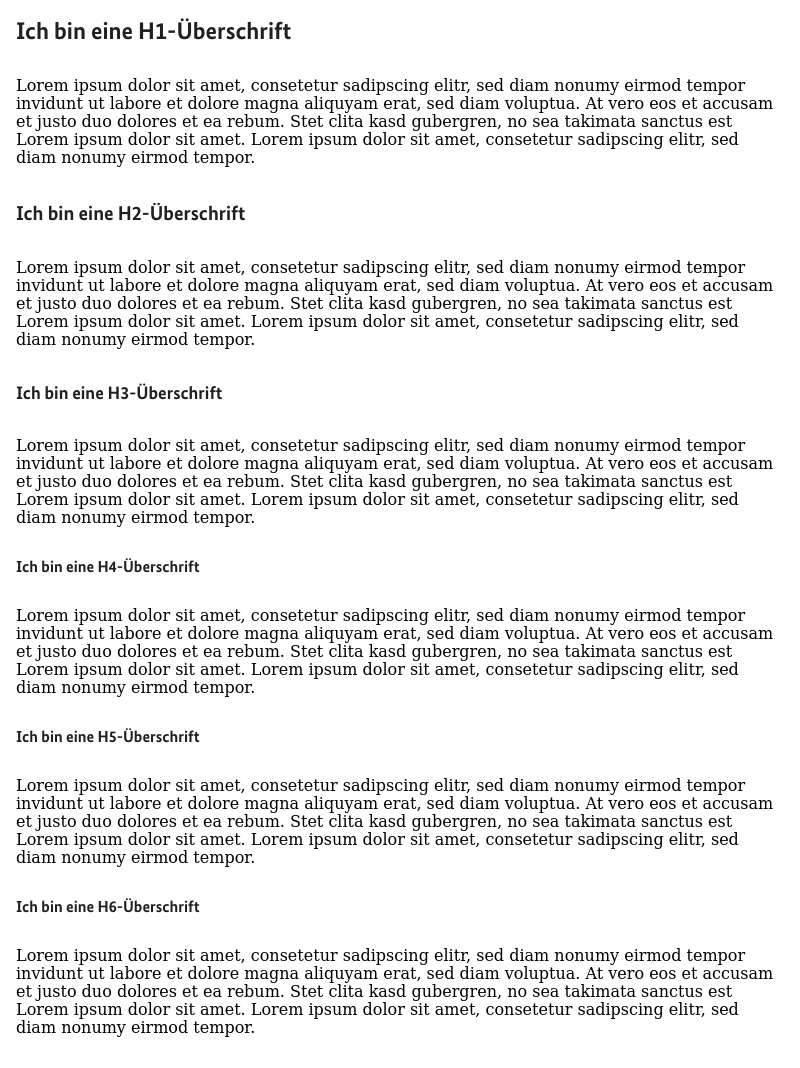 Ich bin eine H1-Überschrift
Lorem ipsum dolor sit amet, consetetur sadipscing elitr, sed diam nonumy eirmod tempor
invidunt ut labore et dolore magna aliquyam erat, sed diam voluptua. At vero eos et accusam
et justo duo dolores et ea rebum. Stet clita kasd gubergren, no sea takimata sanctus est
Lorem ipsum dolor sit amet. Lorem ipsum dolor sit amet, consetetur sadipscing elitr, sed
diam nonumy eirmod tempor.
Ich bin eine H2-Überschrift
Lorem ipsum dolor sit amet, consetetur sadipscing elitr, sed diam nonumy eirmod tempor
invidunt ut labore et dolore magna aliquyam erat, sed diam voluptua. At vero eos et accusam
et justo duo dolores et ea rebum. Stet clita kasd gubergren, no sea takimata sanctus est
Lorem ipsum dolor sit amet. Lorem ipsum dolor sit amet, consetetur sadipscing elitr, sed
diam nonumy eirmod tempor.
Ich bin eine H3-Überschrift
Lorem ipsum dolor sit amet, consetetur sadipscing elitr, sed diam nonumy eirmod tempor
invidunt ut labore et dolore magna aliquyam erat, sed diam voluptua. At vero eos et accusam
et justo duo dolores et ea rebum. Stet clita kasd gubergren, no sea takimata sanctus est
Lorem ipsum dolor sit amet. Lorem ipsum dolor sit amet, consetetur sadipscing elitr, sed
diam nonumy eirmod tempor.
Ich bin eine H4-Überschrift
Lorem ipsum dolor sit amet, consetetur sadipscing elitr, sed diam nonumy eirmod tempor
invidunt ut labore et dolore magna aliquyam erat, sed diam voluptua. At vero eos et accusam
et justo duo dolores et ea rebum. Stet clita kasd gubergren, no sea takimata sanctus est
Lorem ipsum dolor sit amet. Lorem ipsum dolor sit amet, consetetur sadipscing elitr, sed
diam nonumy eirmod tempor.
Ich bin eine H5-Überschrift
Lorem ipsum dolor sit amet, consetetur sadipscing elitr, sed diam nonumy eirmod tempor
invidunt ut labore et dolore magna aliquyam erat, sed diam voluptua. At vero eos et accusam
et justo duo dolores et ea rebum. Stet clita kasd gubergren, no sea takimata sanctus est
Lorem ipsum dolor sit amet. Lorem ipsum dolor sit amet, consetetur sadipscing elitr, sed
diam nonumy eirmod tempor.
Ich bin eine H6-Überschrift
Lorem ipsum dolor sit amet, consetetur sadipscing elitr, sed diam nonumy eirmod tempor
invidunt ut labore et dolore magna aliquyam erat, sed diam voluptua. At vero eos et accusam
et justo duo dolores et ea rebum. Stet clita kasd gubergren, no sea takimata sanctus est
Lorem ipsum dolor sit amet. Lorem ipsum dolor sit amet, consetetur sadipscing elitr, sed
diam nonumy eirmod tempor.